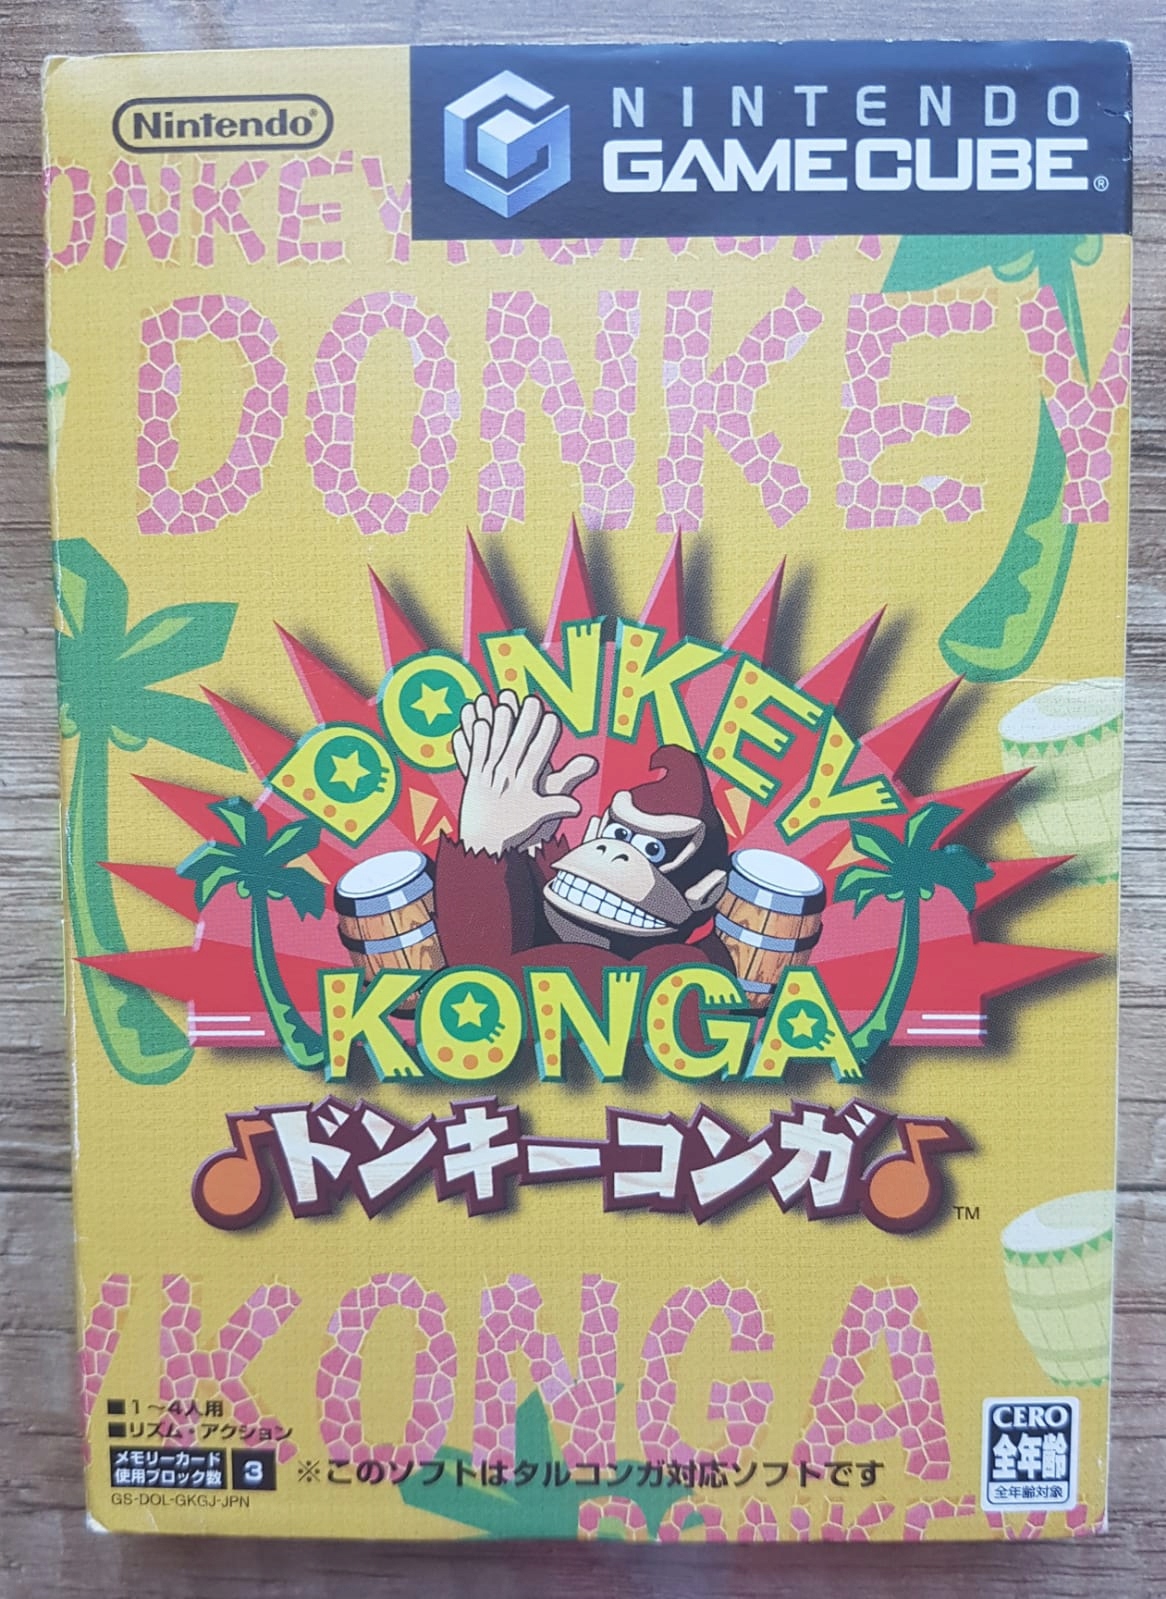 Nintendo®
NINTENDO
GAMECUBE®
DONKEY KONGA
DONKEY
DONKEY
KONGA
ドンキーコンガ
TM
KONGA
■1〜4人用
■リズム・アクション
メモリーカード
使用ブロック数 3
※このソフトはタルコンガ対応ソフトです
GS-DOL-GKGJ-JPN
CERO
全年齢
全年齢対象
DONKEY